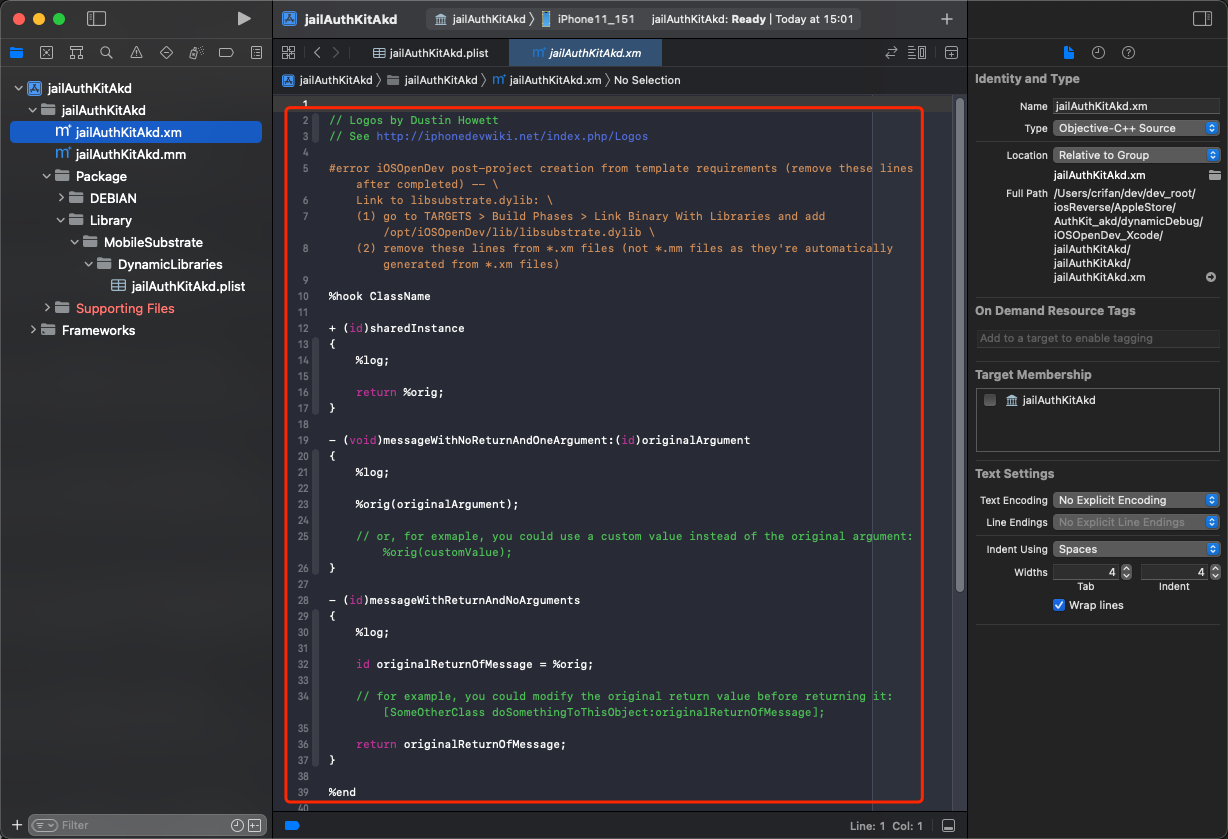 jailAuthKitAkd
jailAuthKitAkd 〉 iPhone11_151
jailAuthKitAkd: Ready | Today at 15:01
jailAuthKitAkd.plist
jailAuthKitAkd.xm
jailAuthKitAkd 〉 jailAuthKitAkd 〉 jailAuthKitAkd.xm 〉 No Selection
jailAuthKitAkd
jailAuthKitAkd
jailAuthKitAkd.xm
jailAuthKitAkd.mm
Package
DEBIAN
Library
MobileSubstrate
DynamicLibraries
jailAuthKitAkd.plist
Supporting Files
Frameworks
Filter
1
2 // Logos by Dustin Howett
3 // See http://iphonedevwiki.net/index.php/Logos
4
5 #error iOSOpenDev post-project creation from template requirements (remove these lines
after completed) -- \
6 Link to libsubstrate.dylib: \
7 (1) go to TARGETS > Build Phases > Link Binary With Libraries and add
/opt/iOSOpenDev/lib/libsubstrate.dylib \
8 (2) remove these lines from *.xm files (not *.mm files as they're automatically
generated from *.xm files)
9
10 %hook ClassName
11
12 + (id)sharedInstance
13 {
14 %log;
15
16 return %orig;
17 }
18
19 - (void)messageWithNoReturnAndOneArgument:(id)originalArgument
20 {
21 %log;
22
23 %orig(originalArgument);
24
25 // or, for exmaple, you could use a custom value instead of the original argument:
%orig(customValue);
26 }
27
28 - (id)messageWithReturnAndNoArguments
29 {
30 %log;
31
32 id originalReturnOfMessage = %orig;
33
34 // for example, you could modify the original return value before returning it:
[SomeOtherClass doSomethingToThisObject:originalReturnOfMessage];
35
36 return originalReturnOfMessage;
37 }
38
39 %end
40
Line: 1 Col: 1
Identity and Type
Name jailAuthKitAkd.xm
Type Objective-C++ Source
Location Relative to Group
jailAuthKitAkd.xm
Full Path /Users/crifan/dev/dev_root/
iosReverse/AppleStore/
AuthKit_akd/dynamicDebug/
iOSOpenDev_Xcode/
jailAuthKitAkd/
jailAuthKitAkd/
jailAuthKitAkd.xm
On Demand Resource Tags
Add to a target to enable tagging
Target Membership
jailAuthKitAkd
Text Settings
Text Encoding No Explicit Encoding
Line Endings No Explicit Line Endings
Indent Using Spaces
Widths 4 4
Tab Indent
Wrap lines